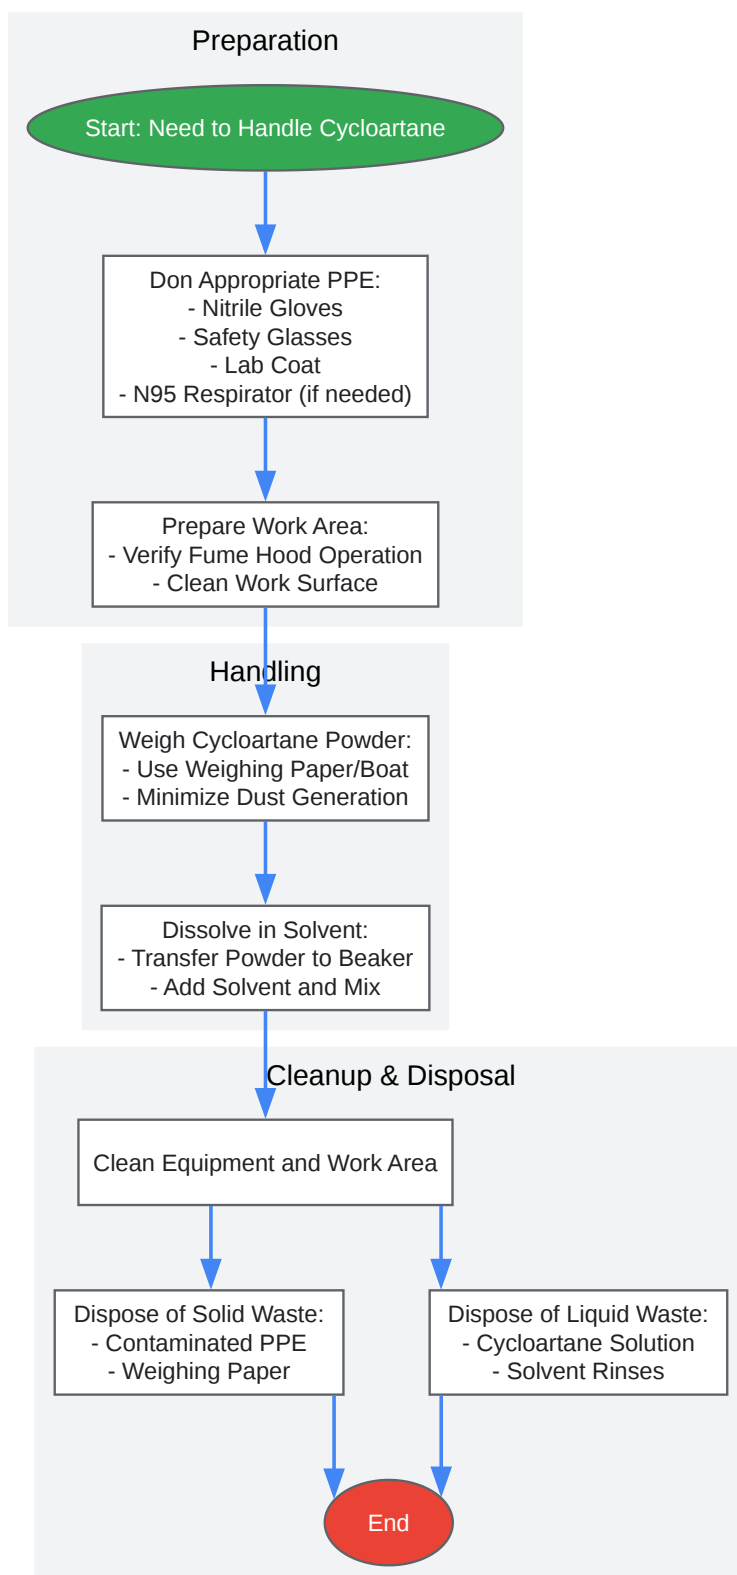 Preparation
Start: Need to Handle Cycloartane
Don Appropriate PPE:
- Nitrile Gloves
- Safety Glasses
- Lab Coat
- N95 Respirator (if needed)
Prepare Work Area:
- Verify Fume Hood Operation
- Clean Work Surface
Handling
Weigh Cycloartane Powder:
- Use Weighing Paper/Boat
- Minimize Dust Generation
Dissolve in Solvent:
- Transfer Powder to Beaker
- Add Solvent and Mix
Cleanup & Disposal
Clean Equipment and Work Area
Dispose of Solid Waste:
- Contaminated PPE
- Weighing Paper
Dispose of Liquid Waste:
- Cycloartane Solution
- Solvent Rinses
End